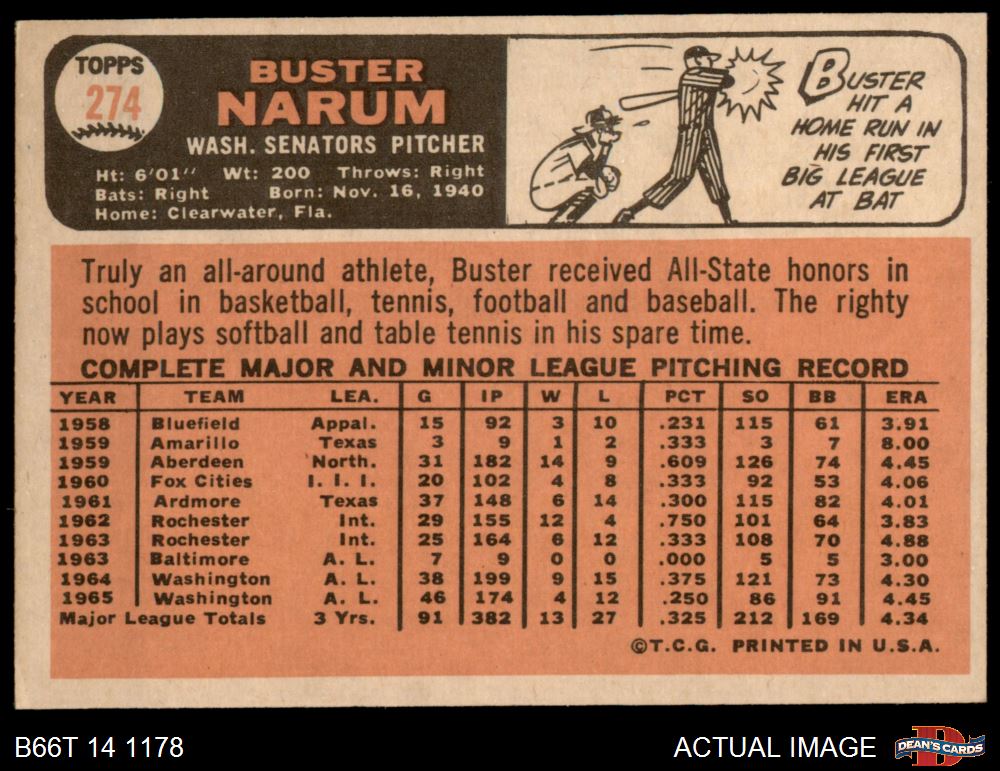 TOPPS
274
BUSTER
NARUM
WASH. SENATORS PITCHER
Ht: 6'01" Wt: 200 Throws: Right
Bats: Right Born: Nov. 16, 1940
Home: Clearwater, Fla.
BUSTER
HIT A
HOME RUN IN
HIS FIRST
BIG LEAGUE
AT BAT
Truly an all-around athlete, Buster received All-State honors in
school in basketball, tennis, football and baseball. The righty
now plays softball and table tennis in his spare time.
COMPLETE MAJOR AND MINOR LEAGUE PITCHING RECORD
YEAR TEAM LEA. G IP W L PCT SO BB ERA
1958 Bluefield Appal. 15 92 3 10 .231 115 61 3.91
1959 Amarillo Texas 3 9 1 2 .333 3 7 8.00
1959 Aberdeen North. 31 182 14 9 .609 126 74 4.45
1960 Fox Cities I. I. I. 20 102 4 8 .333 92 53 4.06
1961 Ardmore Texas 37 148 6 14 .300 115 82 4.01
1962 Rochester Int. 29 155 12 4 .750 101 64 3.83
1963 Rochester Int. 25 164 6 12 .333 108 70 4.88
1963 Baltimore A. L. 7 9 0 0 .000 5 5 3.00
1964 Washington A. L. 38 199 9 15 .375 121 73 4.30
1965 Washington A. L. 46 174 4 12 .250 86 91 4.45
Major League Totals 3 Yrs. 91 382 13 27 .325 212 169 4.34
©T.C.G. PRINTED IN U.S.A.
B66T 14 1178
ACTUAL IMAGE
DEAN'S CARDS